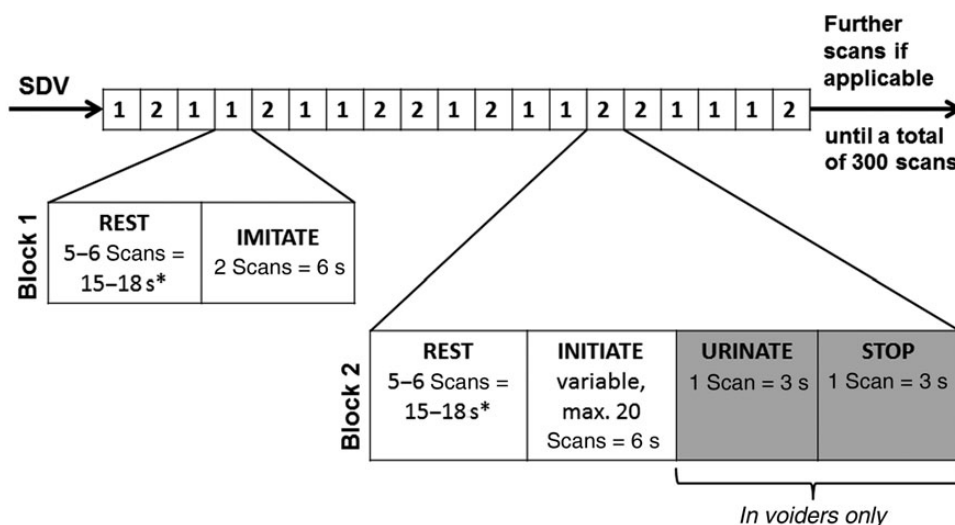 SDV
1 2 1 1 2 1 1 2 2 1 2 1 1 2 2 1 1 1 2
Further
scans if
applicable
until a total
of 300 scans
Block 1
REST
5–6 Scans =
15–18 s*
IMITATE
2 Scans = 6 s
Block 2
REST
5–6 Scans =
15–18 s*
INITIATE
variable,
max. 20
Scans = 6 s
URINATE
1 Scan = 3 s
STOP
1 Scan = 3 s
In voiders only